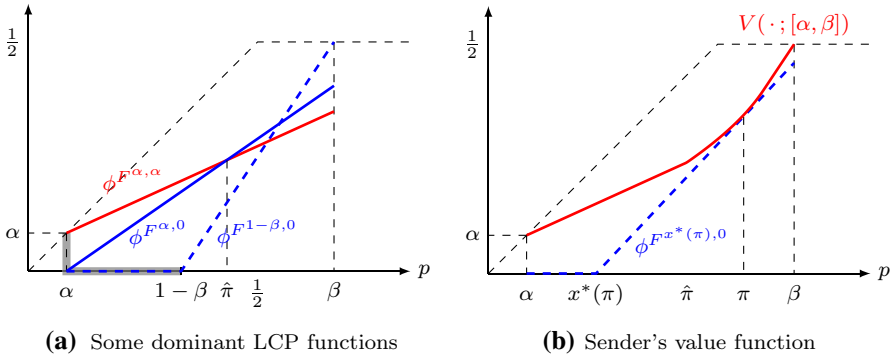 1/2
α
ϕ^{F^{α,α}}
ϕ^{F^{α,0}}
ϕ^{F^{1−β,0}}
α 1 − β π̂ 1/2 β p
(a) Some dominant LCP functions
V( · ; [α, β])
1/2
α
ϕ^{F^{x*(π),0}}
α x*(π) π̂ π β p
(b) Sender's value function